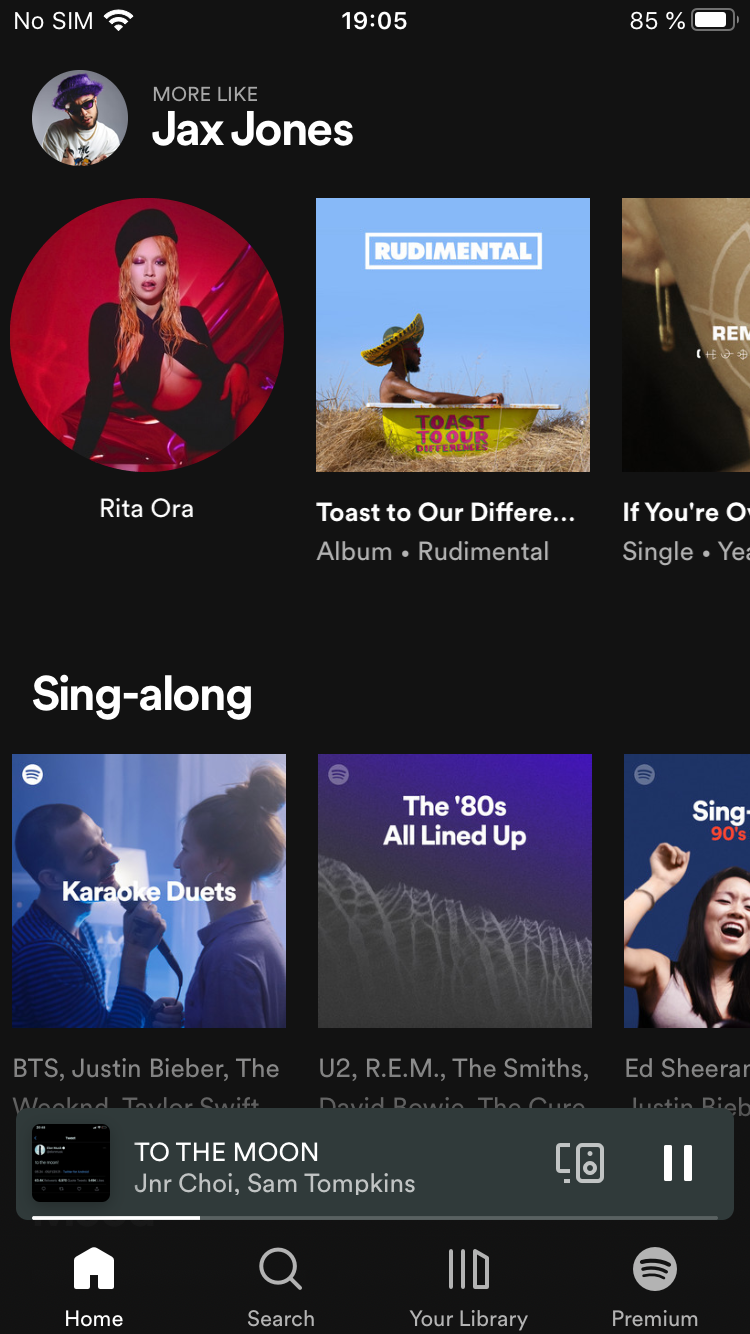 No SIM 19:05 85 %
MORE LIKE
Jax Jones
RUDIMENTAL
TOAST
TO OUR
DIFFERENCES
REM
Rita Ora
Toast to Our Differe...
Album • Rudimental
If You're Ov
Single • Yea
Sing-along
Karaoke Duets
The '80s
All Lined Up
Sing-
90's
BTS, Justin Bieber, The
Weeknd, Taylor Swift
U2, R.E.M., The Smiths,
David Bowie, The Cure
Ed Sheeran
Justin Bieb
TO THE MOON
Jnr Choi, Sam Tompkins
Home
Search
Your Library
Premium